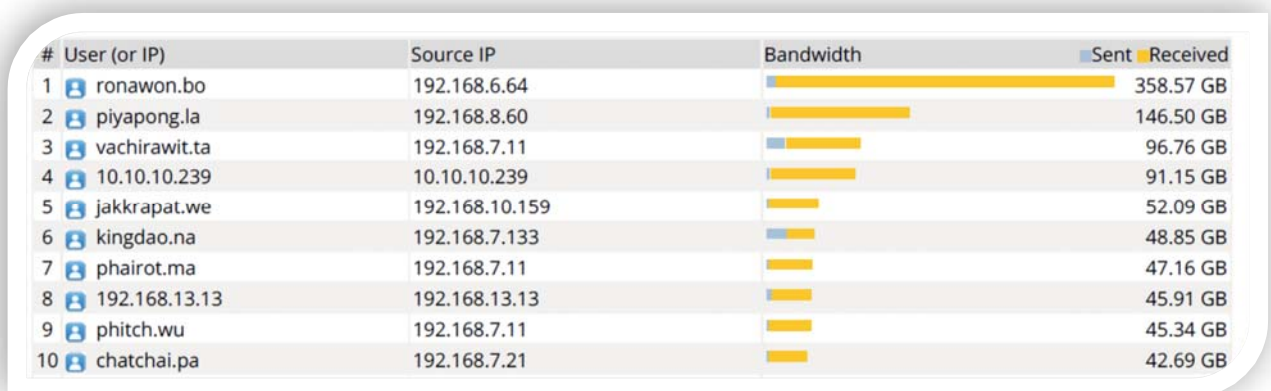 # User (or IP) Source IP Bandwidth Sent Received
1 ronawon.bo 192.168.6.64 358.57 GB
2 piyapong.la 192.168.8.60 146.50 GB
3 vachirawit.ta 192.168.7.11 96.76 GB
4 10.10.10.239 10.10.10.239 91.15 GB
5 jakkrapat.we 192.168.10.159 52.09 GB
6 kingdao.na 192.168.7.133 48.85 GB
7 phairot.ma 192.168.7.11 47.16 GB
8 192.168.13.13 192.168.13.13 45.91 GB
9 phitch.wu 192.168.7.11 45.34 GB
10 chatchai.pa 192.168.7.21 42.69 GB